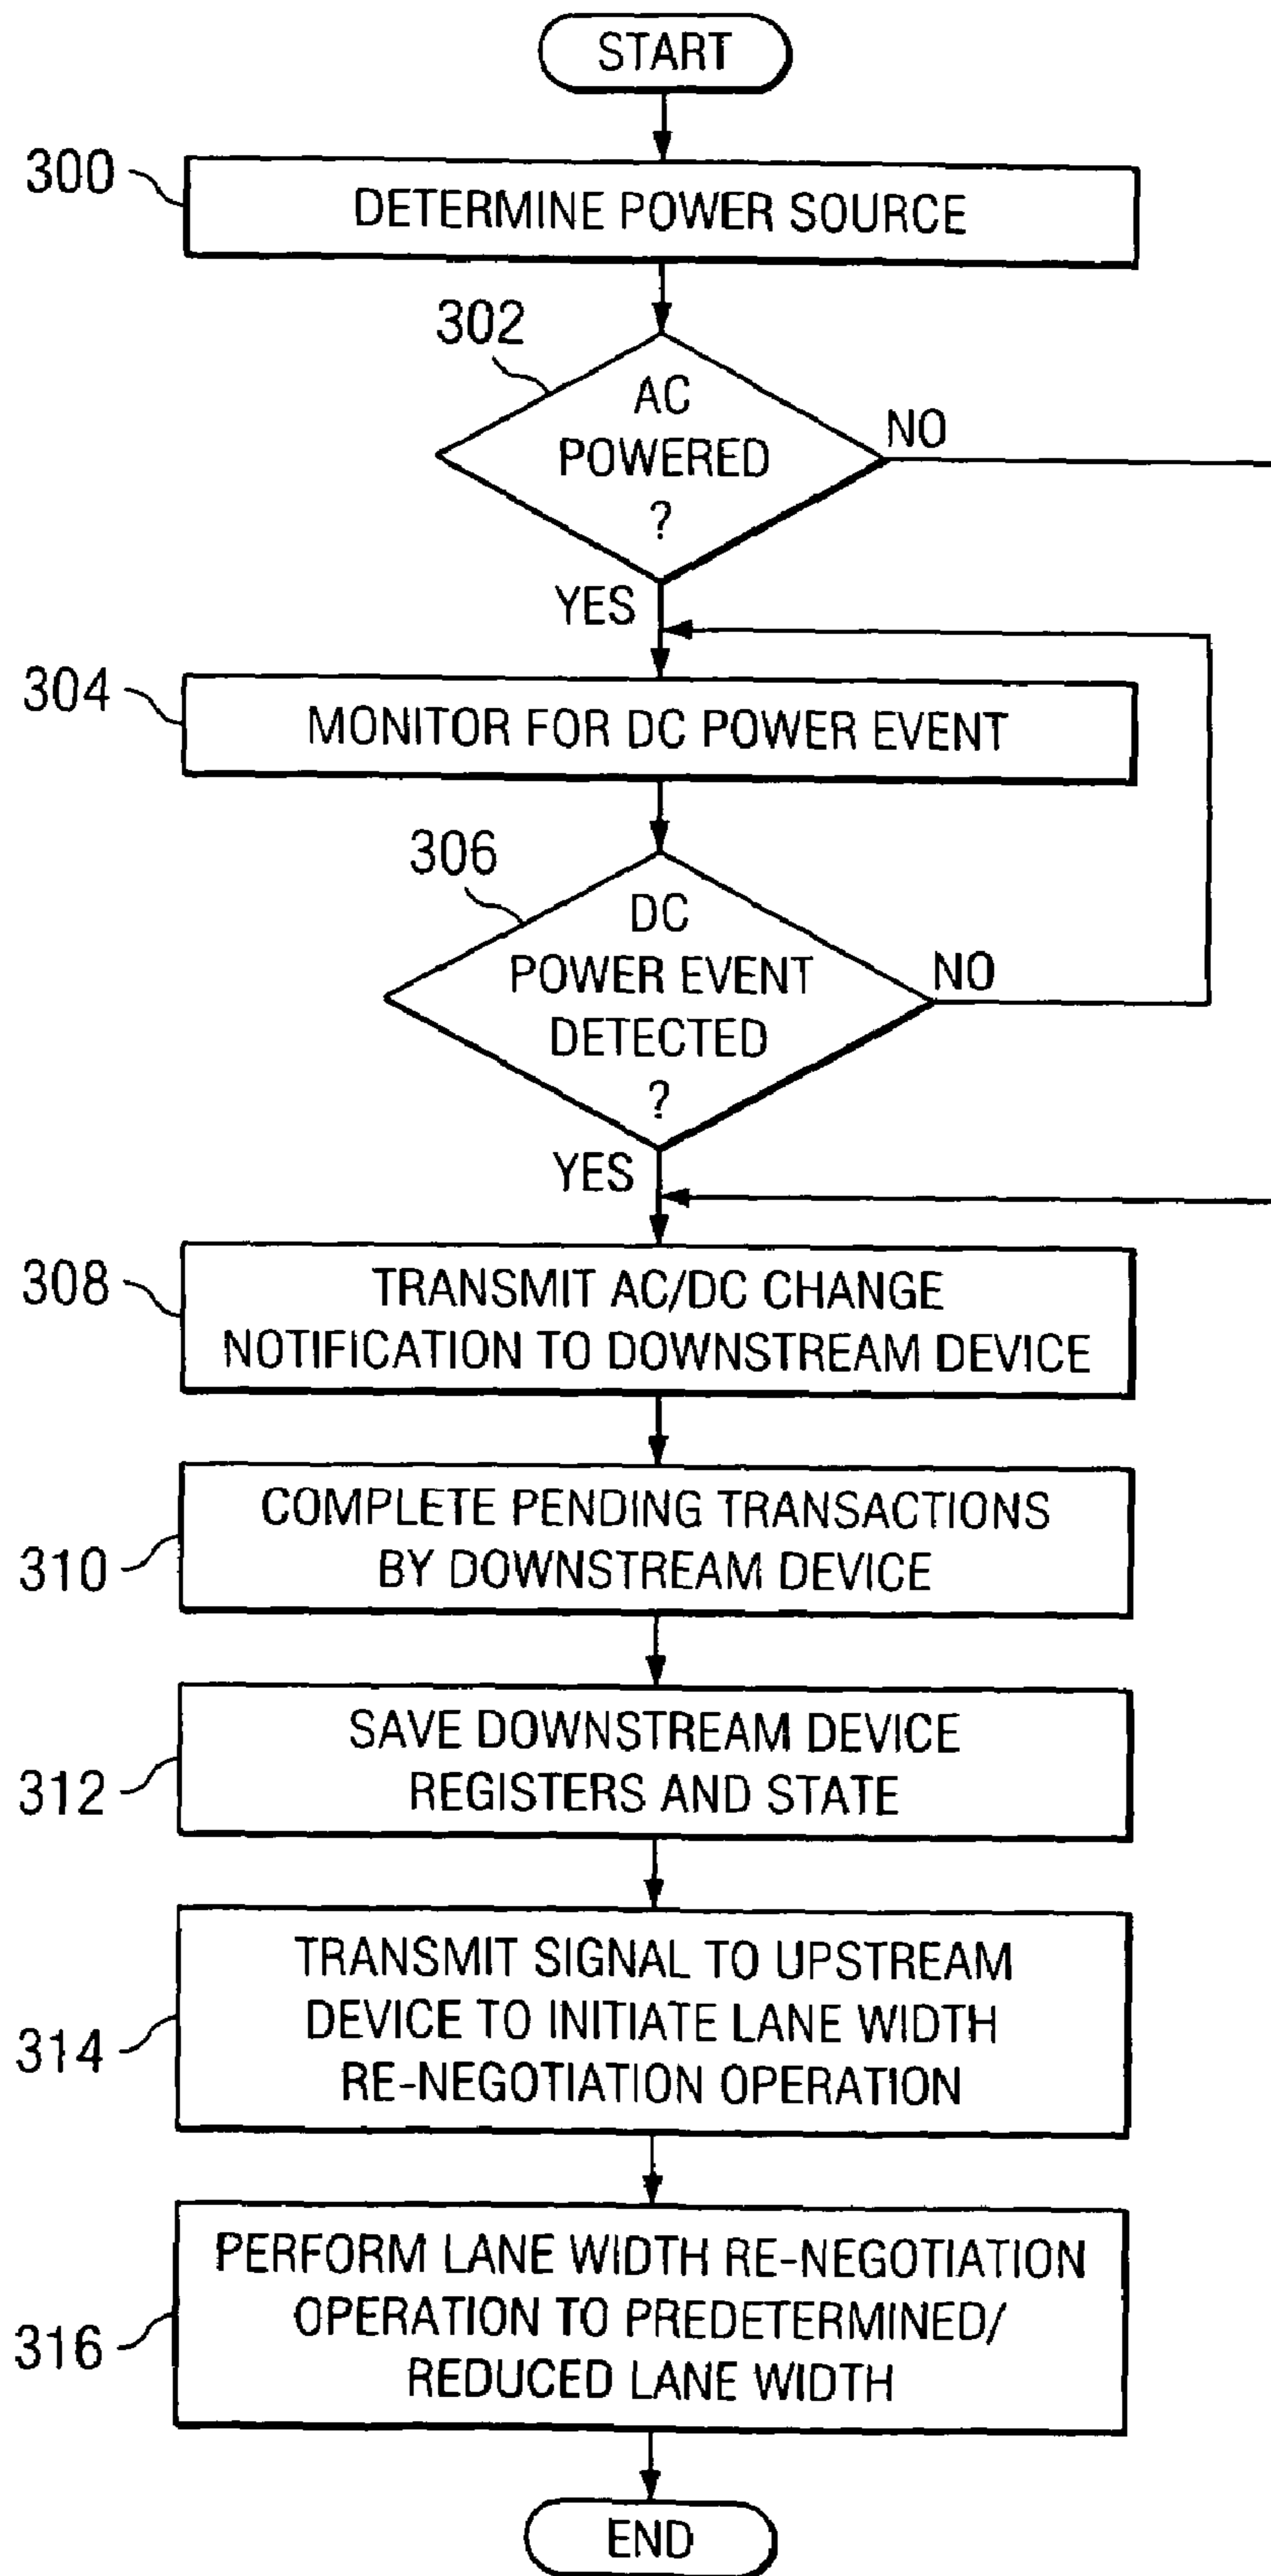 START
300
DETERMINE POWER SOURCE
302
AC
POWERED
?
NO
YES
304
MONITOR FOR DC POWER EVENT
306
DC
POWER EVENT
DETECTED
?
NO
YES
308
TRANSMIT AC/DC CHANGE
NOTIFICATION TO DOWNSTREAM DEVICE
310
COMPLETE PENDING TRANSACTIONS
BY DOWNSTREAM DEVICE
312
SAVE DOWNSTREAM DEVICE
REGISTERS AND STATE
314
TRANSMIT SIGNAL TO UPSTREAM
DEVICE TO INITIATE LANE WIDTH
RE-NEGOTIATION OPERATION
316
PERFORM LANE WIDTH RE-NEGOTIATION
OPERATION TO PREDETERMINED/
REDUCED LANE WIDTH
END